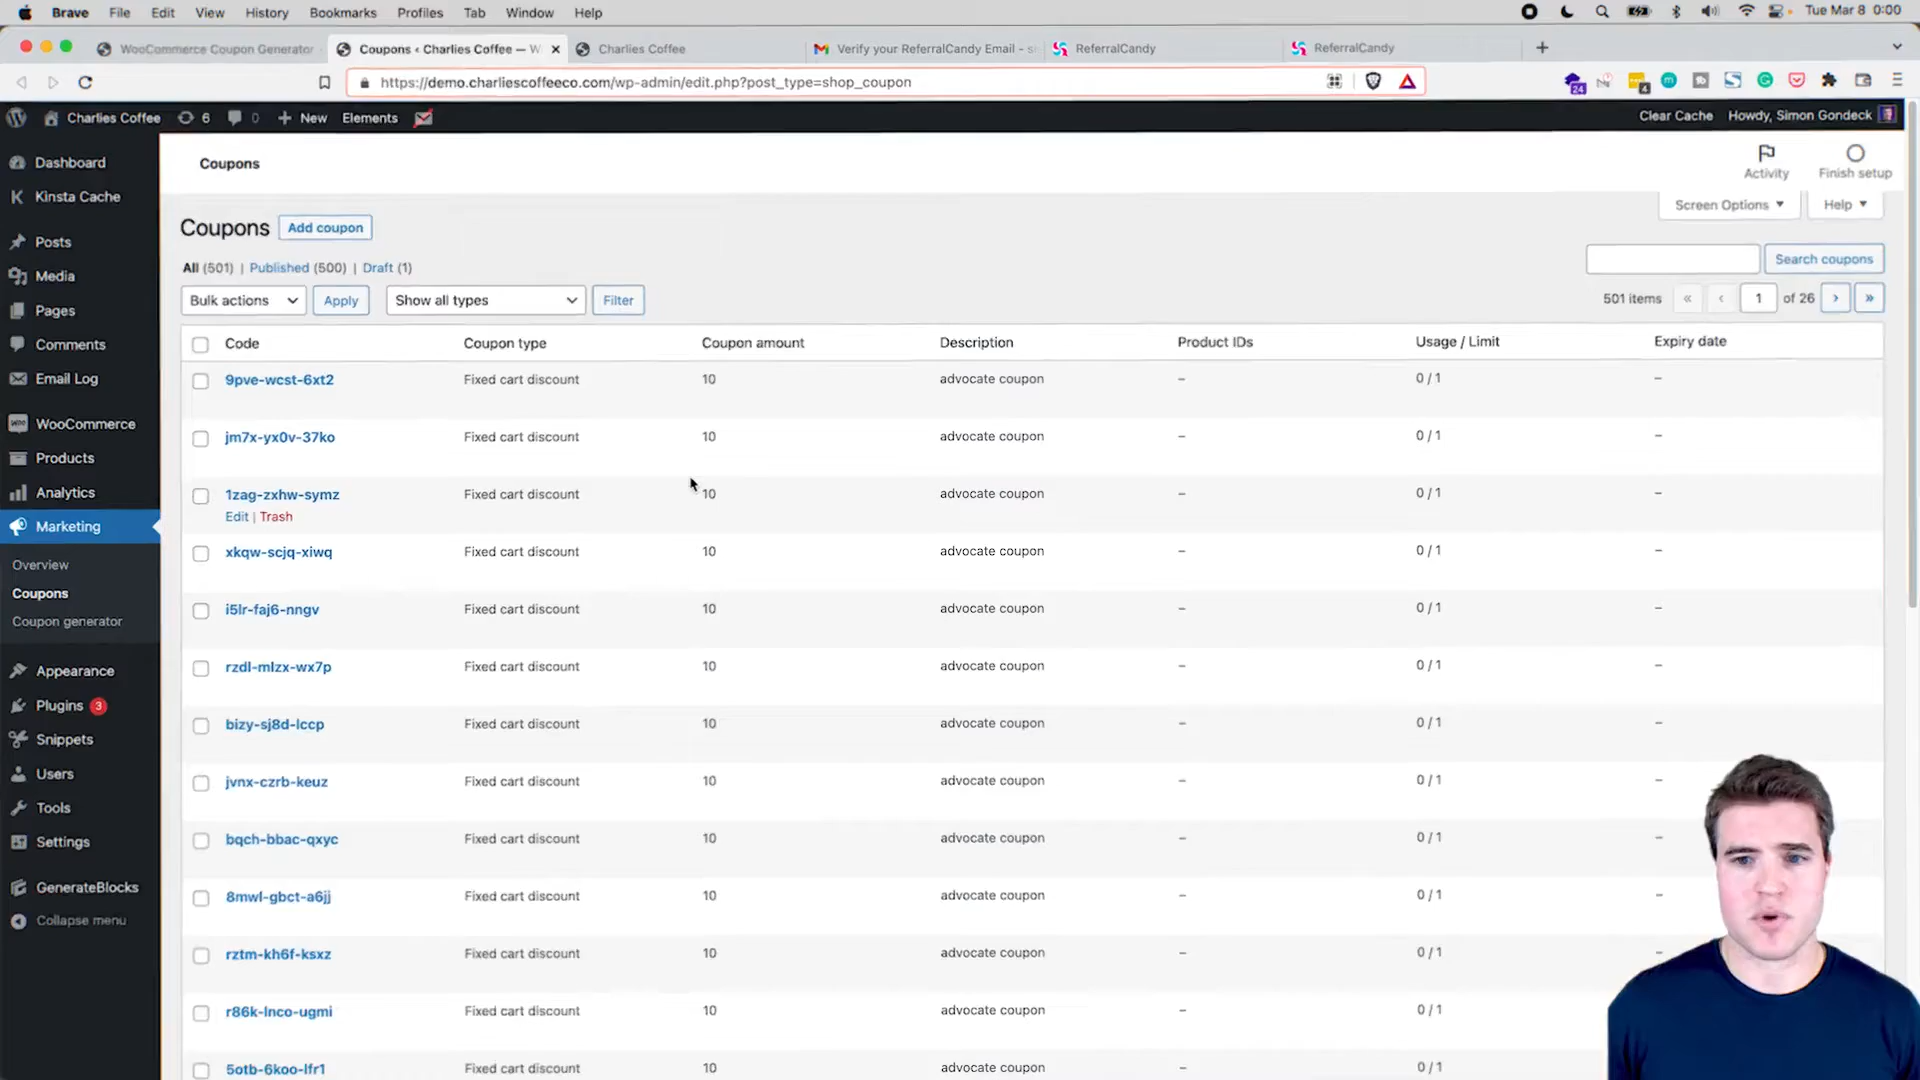 Brave File Edit View History Bookmarks Profiles Tab Window Help Tue Mar 8 0:00
WooCommerce Coupon Generator Coupons ‹ Charlies Coffee — W Charlies Coffee Verify your ReferralCandy Email - s ReferralCandy ReferralCandy
https://demo.charliescoffeeco.com/wp-admin/edit.php?post_type=shop_coupon 24 4
Charlies Coffee 6 0 New Elements Clear Cache Howdy, Simon Gondeck
Dashboard
Kinsta Cache
Posts
Media
Pages
Comments
Email Log
WooCommerce
Products
Analytics
Marketing
Overview
Coupons
Coupon generator
Appearance
Plugins 3
Snippets
Users
Tools
Settings
GenerateBlocks
Collapse menu
Coupons Activity Finish setup
Screen Options Help
Coupons Add coupon
All (501) | Published (500) | Draft (1) Search coupons
Bulk actions Apply Show all types Filter 501 items « ‹ 1 of 26 › »
Code Coupon type Coupon amount Description Product IDs Usage / Limit Expiry date
9pve-wcst-6xt2 Fixed cart discount 10 advocate coupon – 0 / 1 –
jm7x-yx0v-37ko Fixed cart discount 10 advocate coupon – 0 / 1 –
1zag-zxhw-symz Fixed cart discount 10 advocate coupon – 0 / 1 –
Edit | Trash
xkqw-scjq-xiwq Fixed cart discount 10 advocate coupon – 0 / 1 –
i5lr-faj6-nngv Fixed cart discount 10 advocate coupon – 0 / 1 –
rzdl-mlzx-wx7p Fixed cart discount 10 advocate coupon – 0 / 1 –
bizy-sj8d-lccp Fixed cart discount 10 advocate coupon – 0 / 1 –
jvnx-czrb-keuz Fixed cart discount 10 advocate coupon – 0 / 1 –
bqch-bbac-qxyc Fixed cart discount 10 advocate coupon – 0 / 1 –
8mwl-gbct-a6jj Fixed cart discount 10 advocate coupon – 0 / 1 –
rztm-kh6f-ksxz Fixed cart discount 10 advocate coupon – 0 / 1 –
r86k-lnco-ugmi Fixed cart discount 10 advocate coupon – 0 / 1
5otb-6koo-lfr1 Fixed cart discount 10 advocate coupon – 0 / 1